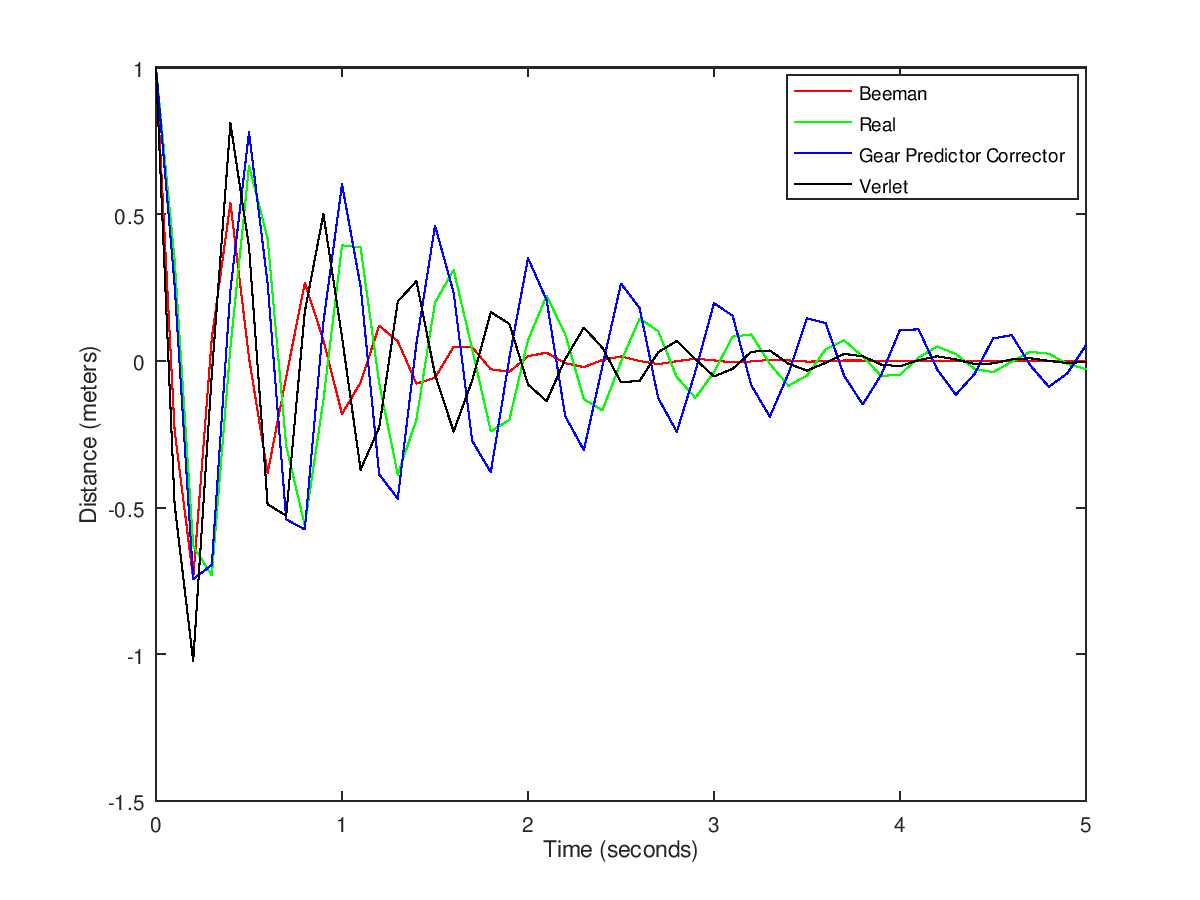 1
0.5
0
-0.5
-1
-1.5
0 1 2 3 4 5
Distance (meters)
Time (seconds)
Beeman
Real
Gear Predictor Corrector
Verlet